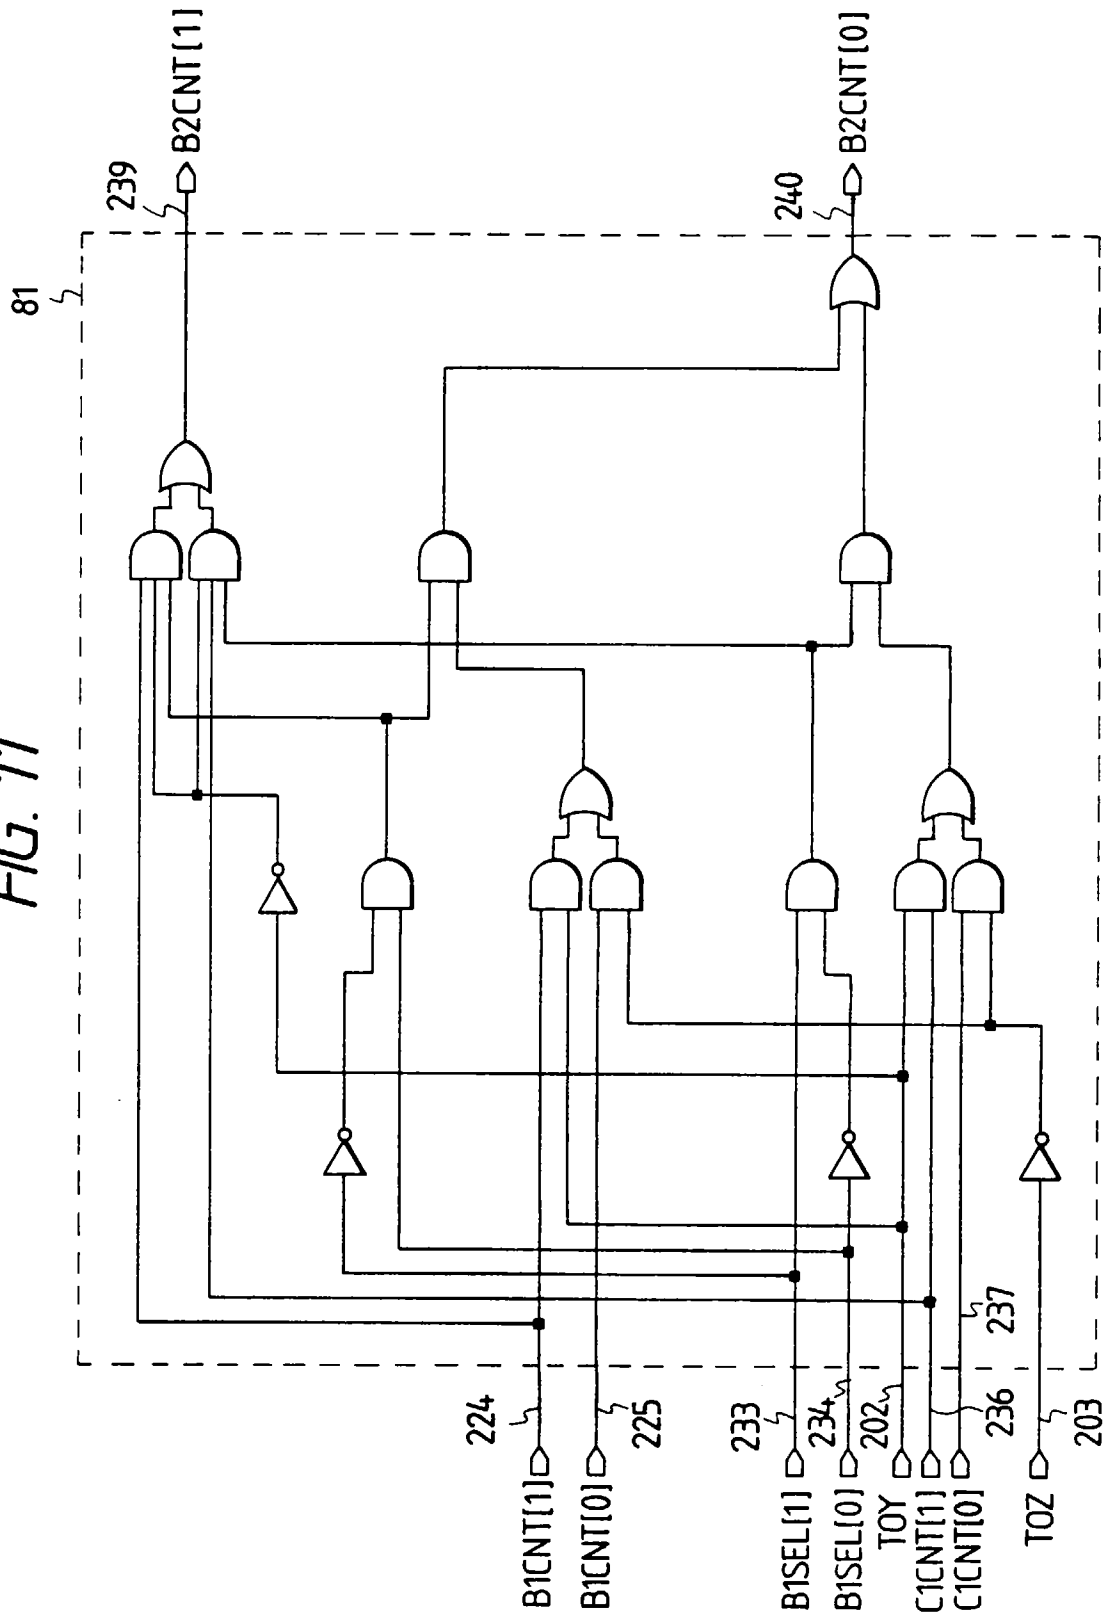 FIG. 11
81
B1CNT[1]
224
B1CNT[0]
225
B1SEL[1]
233
B1SEL[0]
234
TOY
202
C1CNT[1]
236
C1CNT[0]
237
TOZ
203
239
B2CNT[1]
240
B2CNT[0]